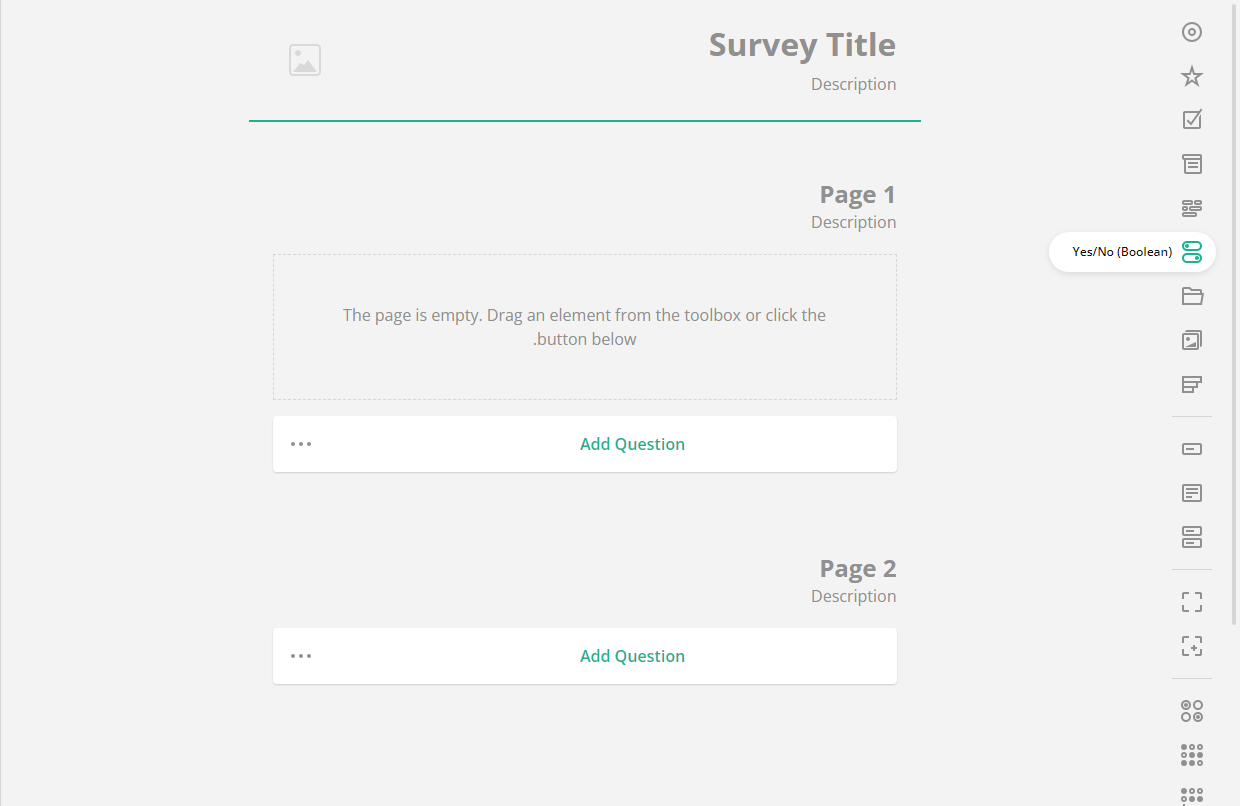 Survey Title
Description
Page 1
Description
Yes/No (Boolean)
The page is empty. Drag an element from the toolbox or click the
.button below
Add Question
Page 2
Description
Add Question